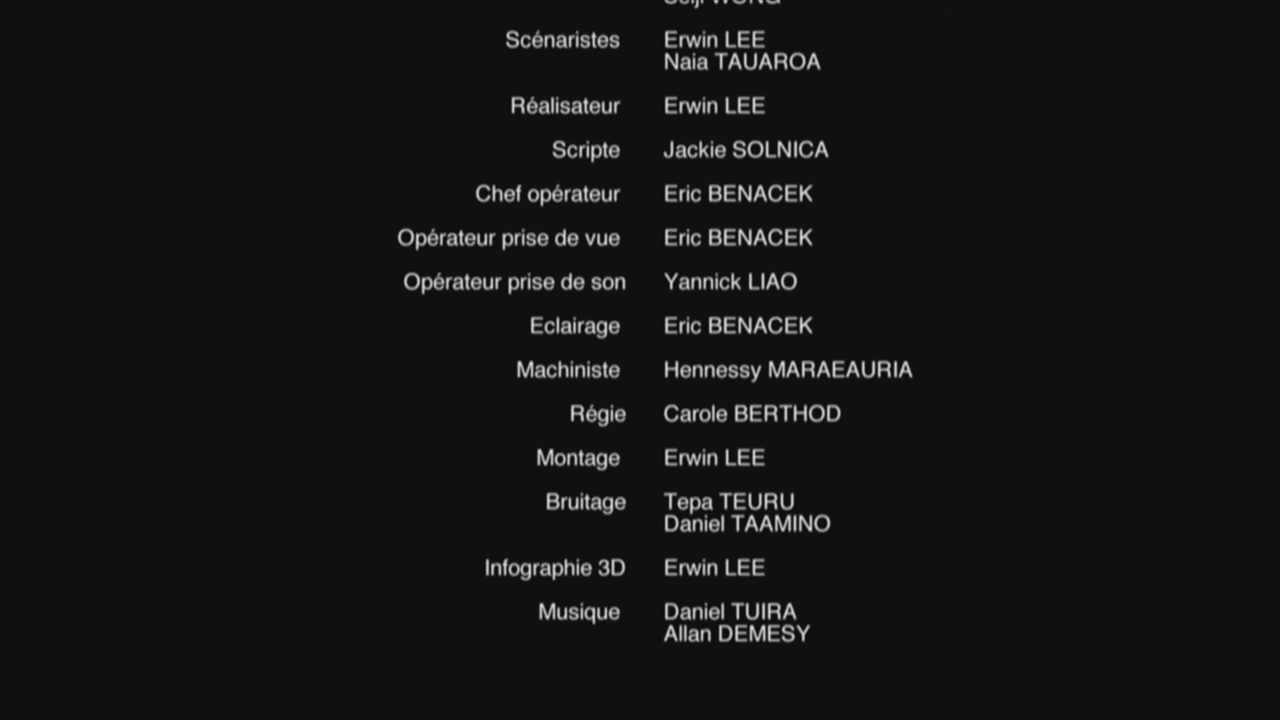 Scénaristes Erwin LEE
Naia TAUAROA
Réalisateur Erwin LEE
Scripte Jackie SOLNICA
Chef opérateur Eric BENACEK
Opérateur prise de vue Eric BENACEK
Opérateur prise de son Yannick LIAO
Eclairage Eric BENACEK
Machiniste Hennessy MARAEAURIA
Régie Carole BERTHOD
Montage Erwin LEE
Bruitage Tepa TEURU
Daniel TAAMINO
Infographie 3D Erwin LEE
Musique Daniel TUIRA
Allan DEMESY